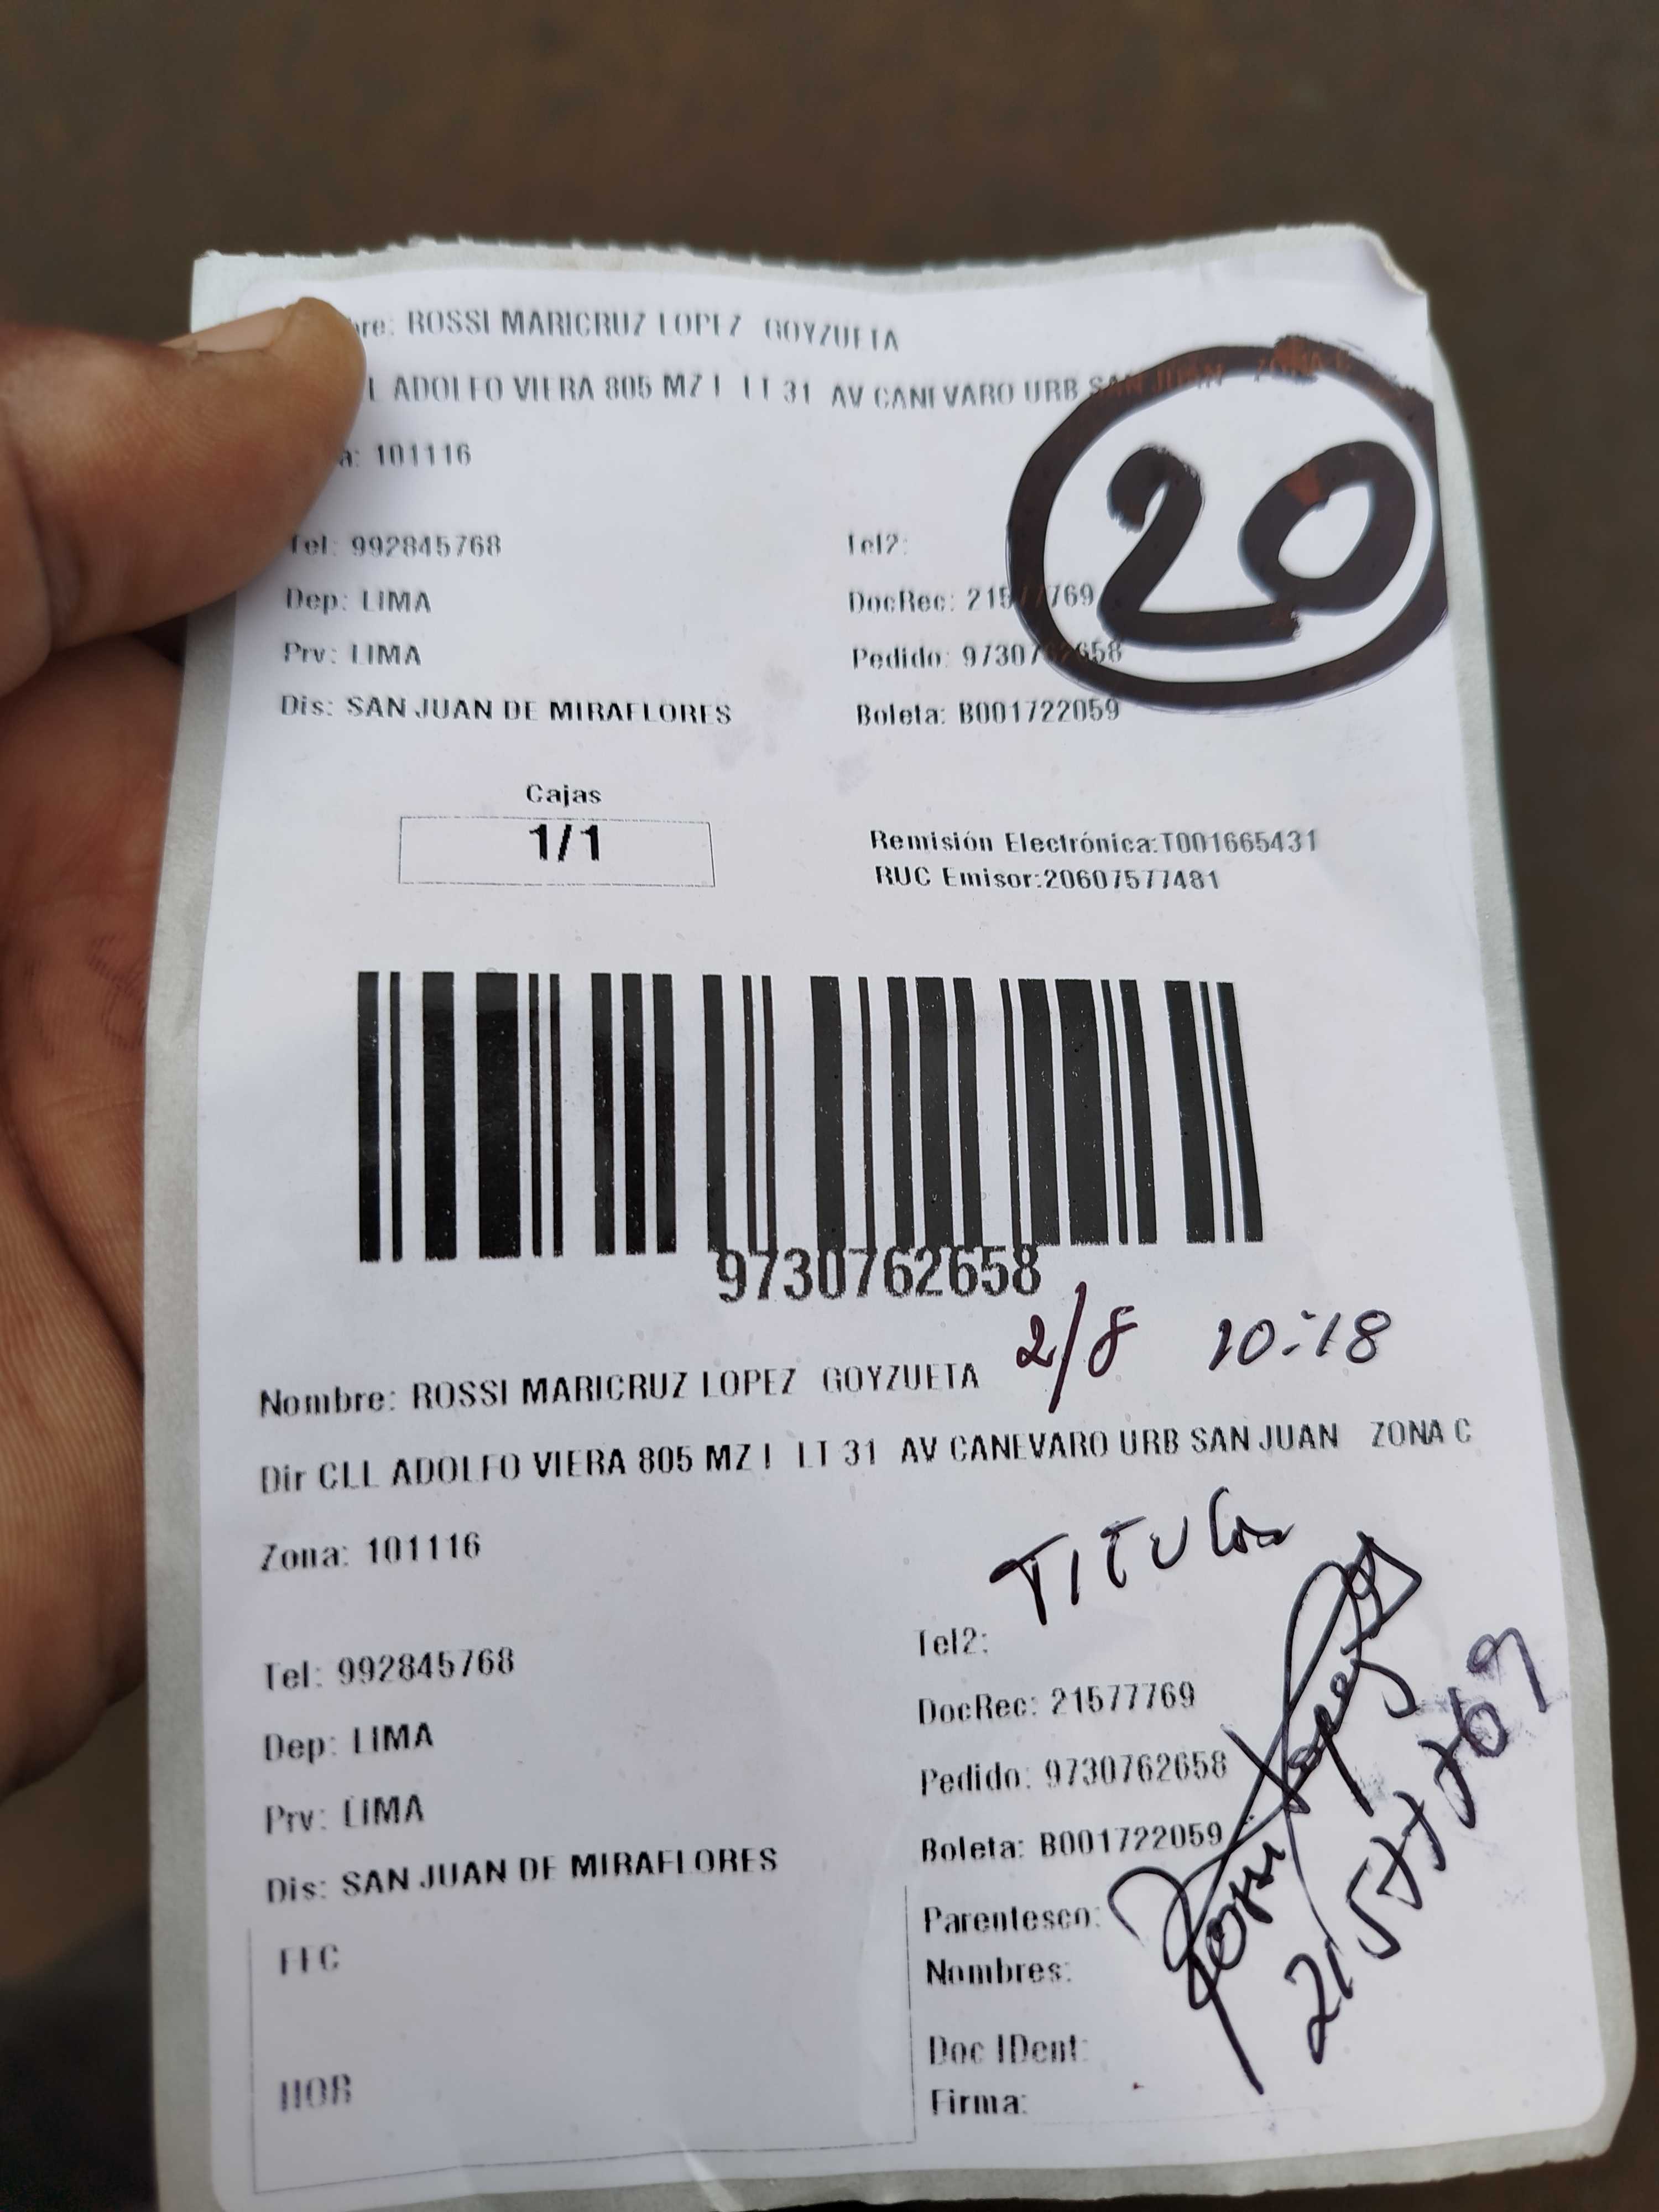 bre: ROSSI MARICRUZ LOPEZ GOYZUETA
L ADOLFO VIERA 805 MZ I LT 31 AV CANEVARO URB SAN JUAN ZONA C
a: 101116
20
Tel: 992845768 Tel2:
Dep: LIMA DocRec: 21577769
Prv: LIMA Pedido: 9730762658
Dis: SAN JUAN DE MIRAFLORES Boleta: B001722059
Cajas
1/1
Remisión Electrónica:T001665431
RUC Emisor:20607577481
9730762658
2/8 10:18
Nombre: ROSSI MARICRUZ LOPEZ GOYZUETA
Dir CLL ADOLFO VIERA 805 MZ I LT 31 AV CANEVARO URB SAN JUAN ZONA C
Zona: 101116
Tel: 992845768 Tel2:
Dep: LIMA DocRec: 21577769
Prv: LIMA Pedido: 9730762658
Dis: SAN JUAN DE MIRAFLORES Boleta: B001722059
Parentesco:
FEC Nombres:
Doc IDent:
HOR Firma:
21577769